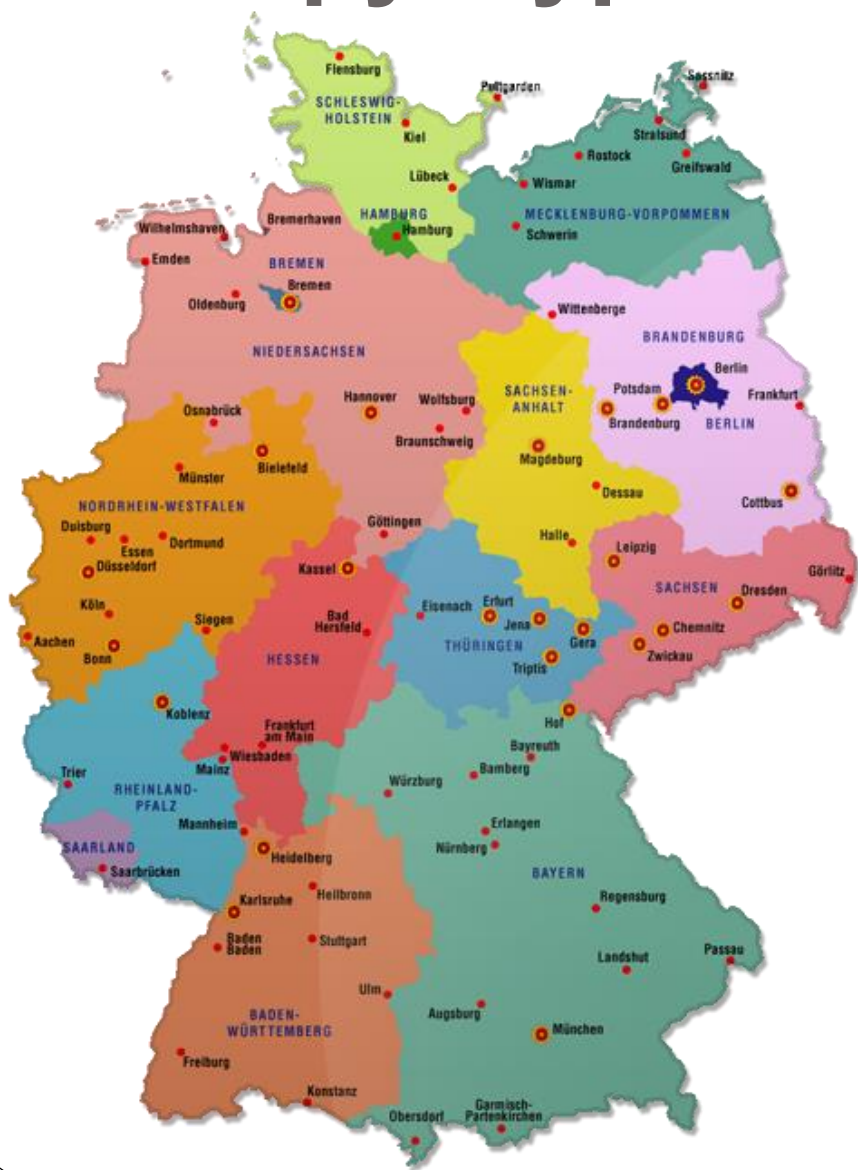 Flensburg
Puttgarden
Sassnitz
SCHLESWIG-
HOLSTEIN
Kiel
Stralsund
Rostock
Greifswald
Lübeck
Wismar
HAMBURG
MECKLENBURG-VORPOMMERN
Bremerhaven
Wilhelmshaven
Hamburg
Schwerin
Emden
BREMEN
Bremen
Oldenburg
Wittenberge
BRANDENBURG
NIEDERSACHSEN
Berlin
SACHSEN-
ANHALT
Potsdam
Hannover
Wolfsburg
Frankfurt
Osnabrück
Brandenburg
BERLIN
Braunschweig
Magdeburg
Bielefeld
Münster
Dessau
Cottbus
NORDRHEIN-WESTFALEN
Göttingen
Duisburg
Essen
Dortmund
Halle
Leipzig
Düsseldorf
Kassel
Görlitz
SACHSEN
Dresden
Köln
Eisenach
Erfurt
Siegen
Bad
Hersfeld
Jena
Chemnitz
Aachen
Gera
Bonn
HESSEN
THÜRINGEN
Zwickau
Triptis
Koblenz
Hof
Frankfurt
am Main
Bayreuth
Wiesbaden
Mainz
Bamberg
Trier
Würzburg
RHEINLAND-
PFALZ
Mannheim
Erlangen
SAARLAND
Nürnberg
Heidelberg
Saarbrücken
BAYERN
Heilbronn
Regensburg
Karlsruhe
Baden
Baden
Stuttgart
Passau
Landshut
Ulm
Augsburg
BADEN-
WÜRTTEMBERG
München
Freiburg
Konstanz
Obersdorf
Garmisch-
Partenkirchen